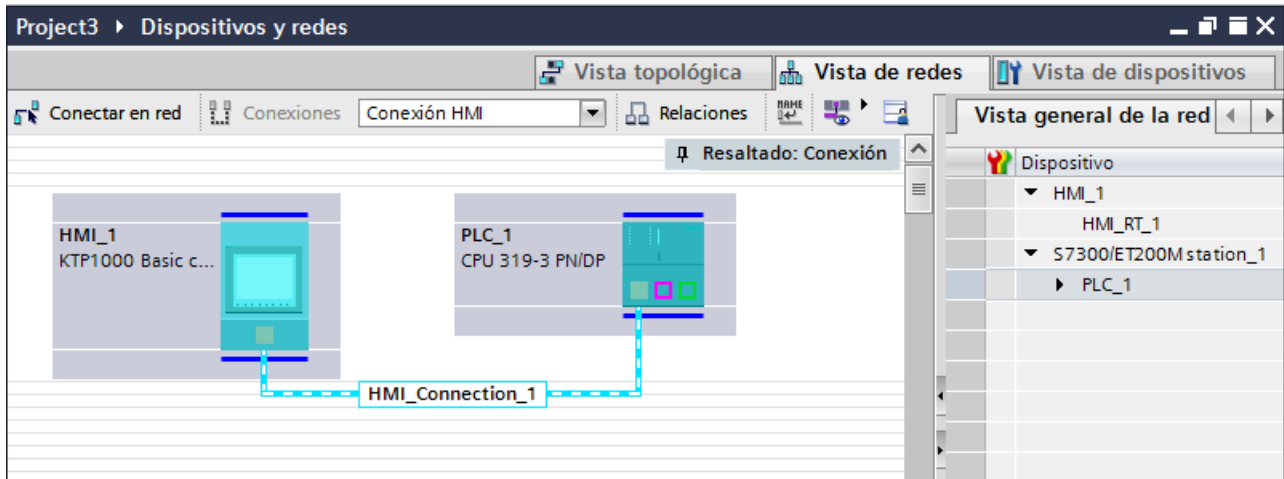 Project3 ▸ Dispositivos y redes
Vista topológica
Vista de redes
Vista de dispositivos
Conectar en red
Conexiones
Conexión HMI
Relaciones
NAME
Vista general de la red
Resaltado: Conexión
Dispositivo
HMI_1
HMI_RT_1
S7300/ET200M station_1
PLC_1
HMI_1
KTP1000 Basic c...
PLC_1
CPU 319-3 PN/DP
HMI_Connection_1